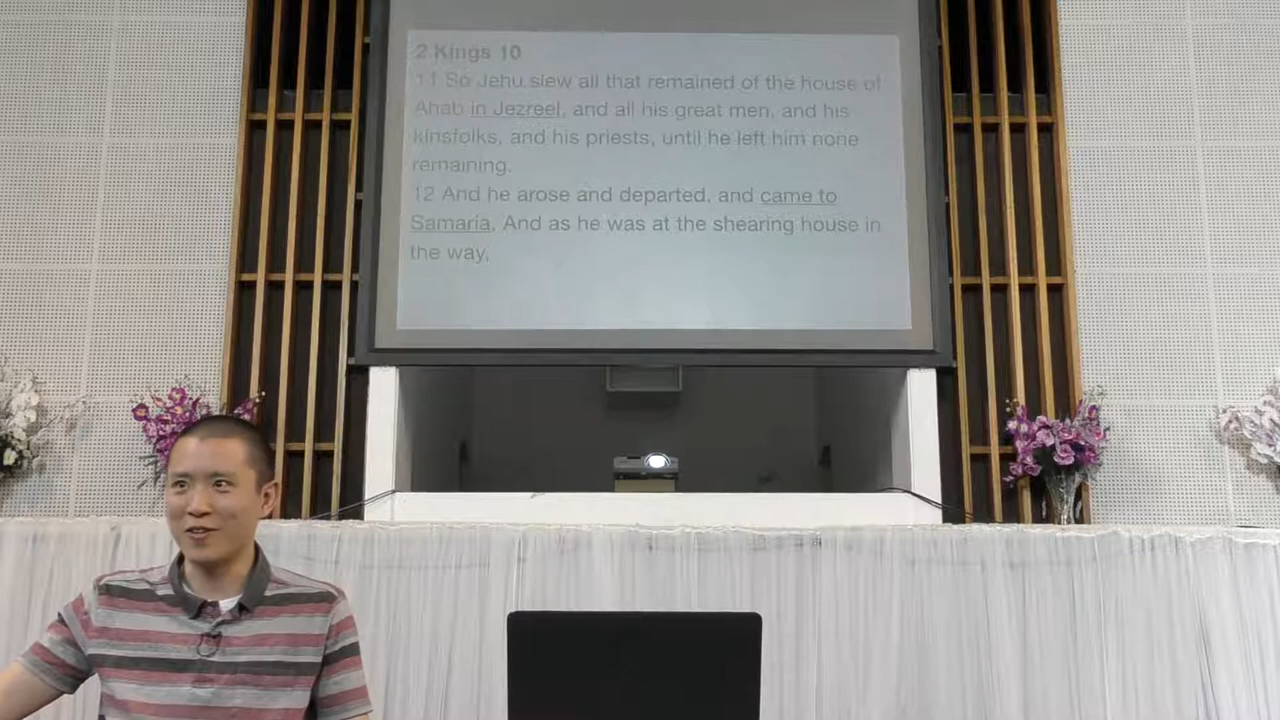 2 Kings 10
11 So Jehu slew all that remained of the house of
Ahab in Jezreel, and all his great men, and his
kinsfolks, and his priests, until he left him none
remaining.
12 And he arose and departed, and came to
Samaria. And as he was at the shearing house in
the way,